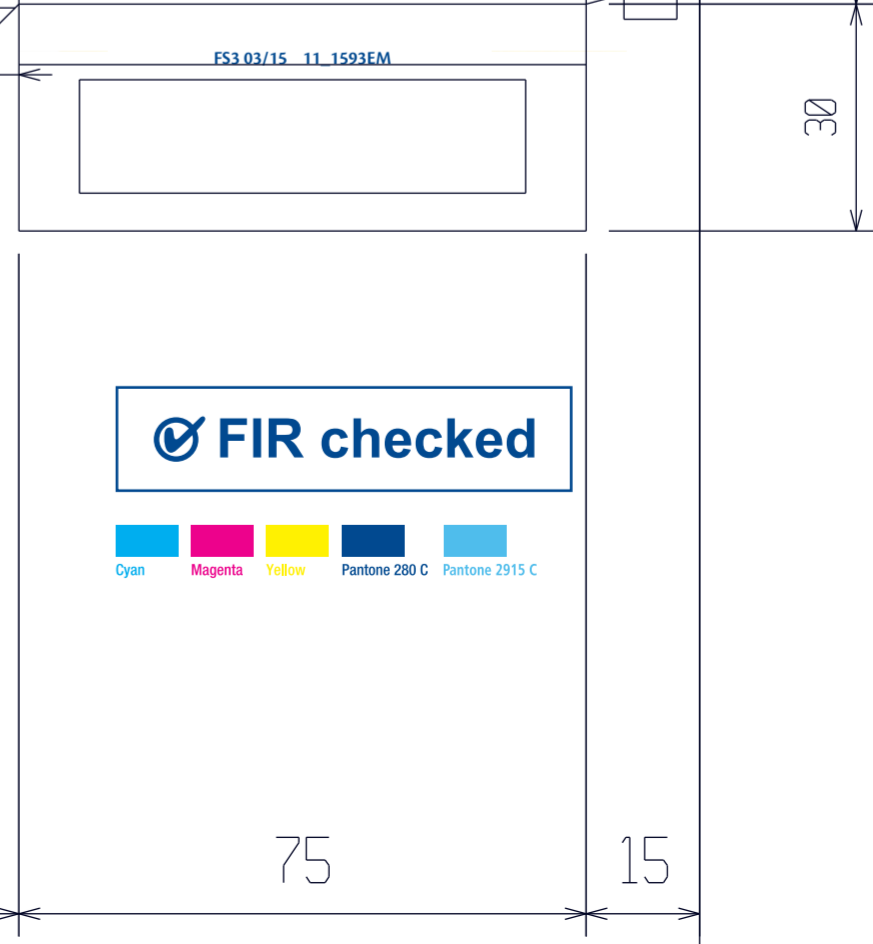 FS3 03/15 11_1593EM
30
FIR checked
Cyan Magenta Yellow Pantone 280 C Pantone 2915 C
75 15